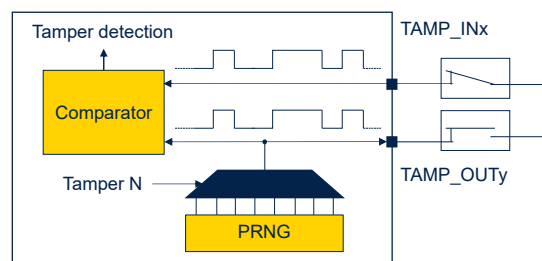 TAMP_INx
Tamper detection
Comparator
TAMP_OUTy
Tamper N
PRNG